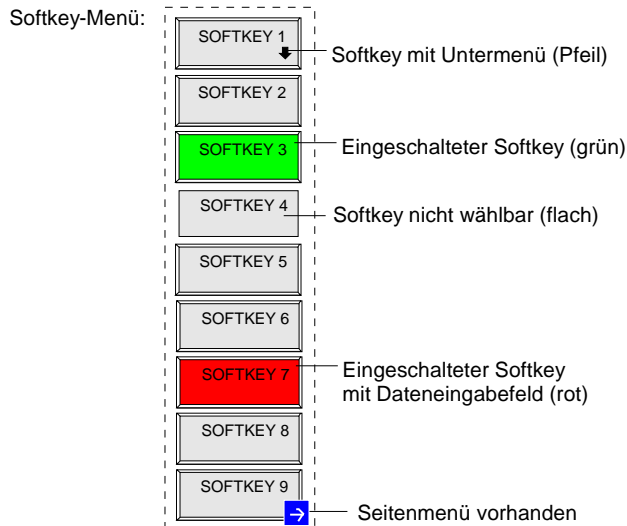 Softkey-Menü:
SOFTKEY 1
Softkey mit Untermenü (Pfeil)
SOFTKEY 2
SOFTKEY 3
Eingeschalteter Softkey (grün)
SOFTKEY 4
Softkey nicht wählbar (flach)
SOFTKEY 5
SOFTKEY 6
SOFTKEY 7
Eingeschalteter Softkey
mit Dateneingabefeld (rot)
SOFTKEY 8
SOFTKEY 9
Seitenmenü vorhanden